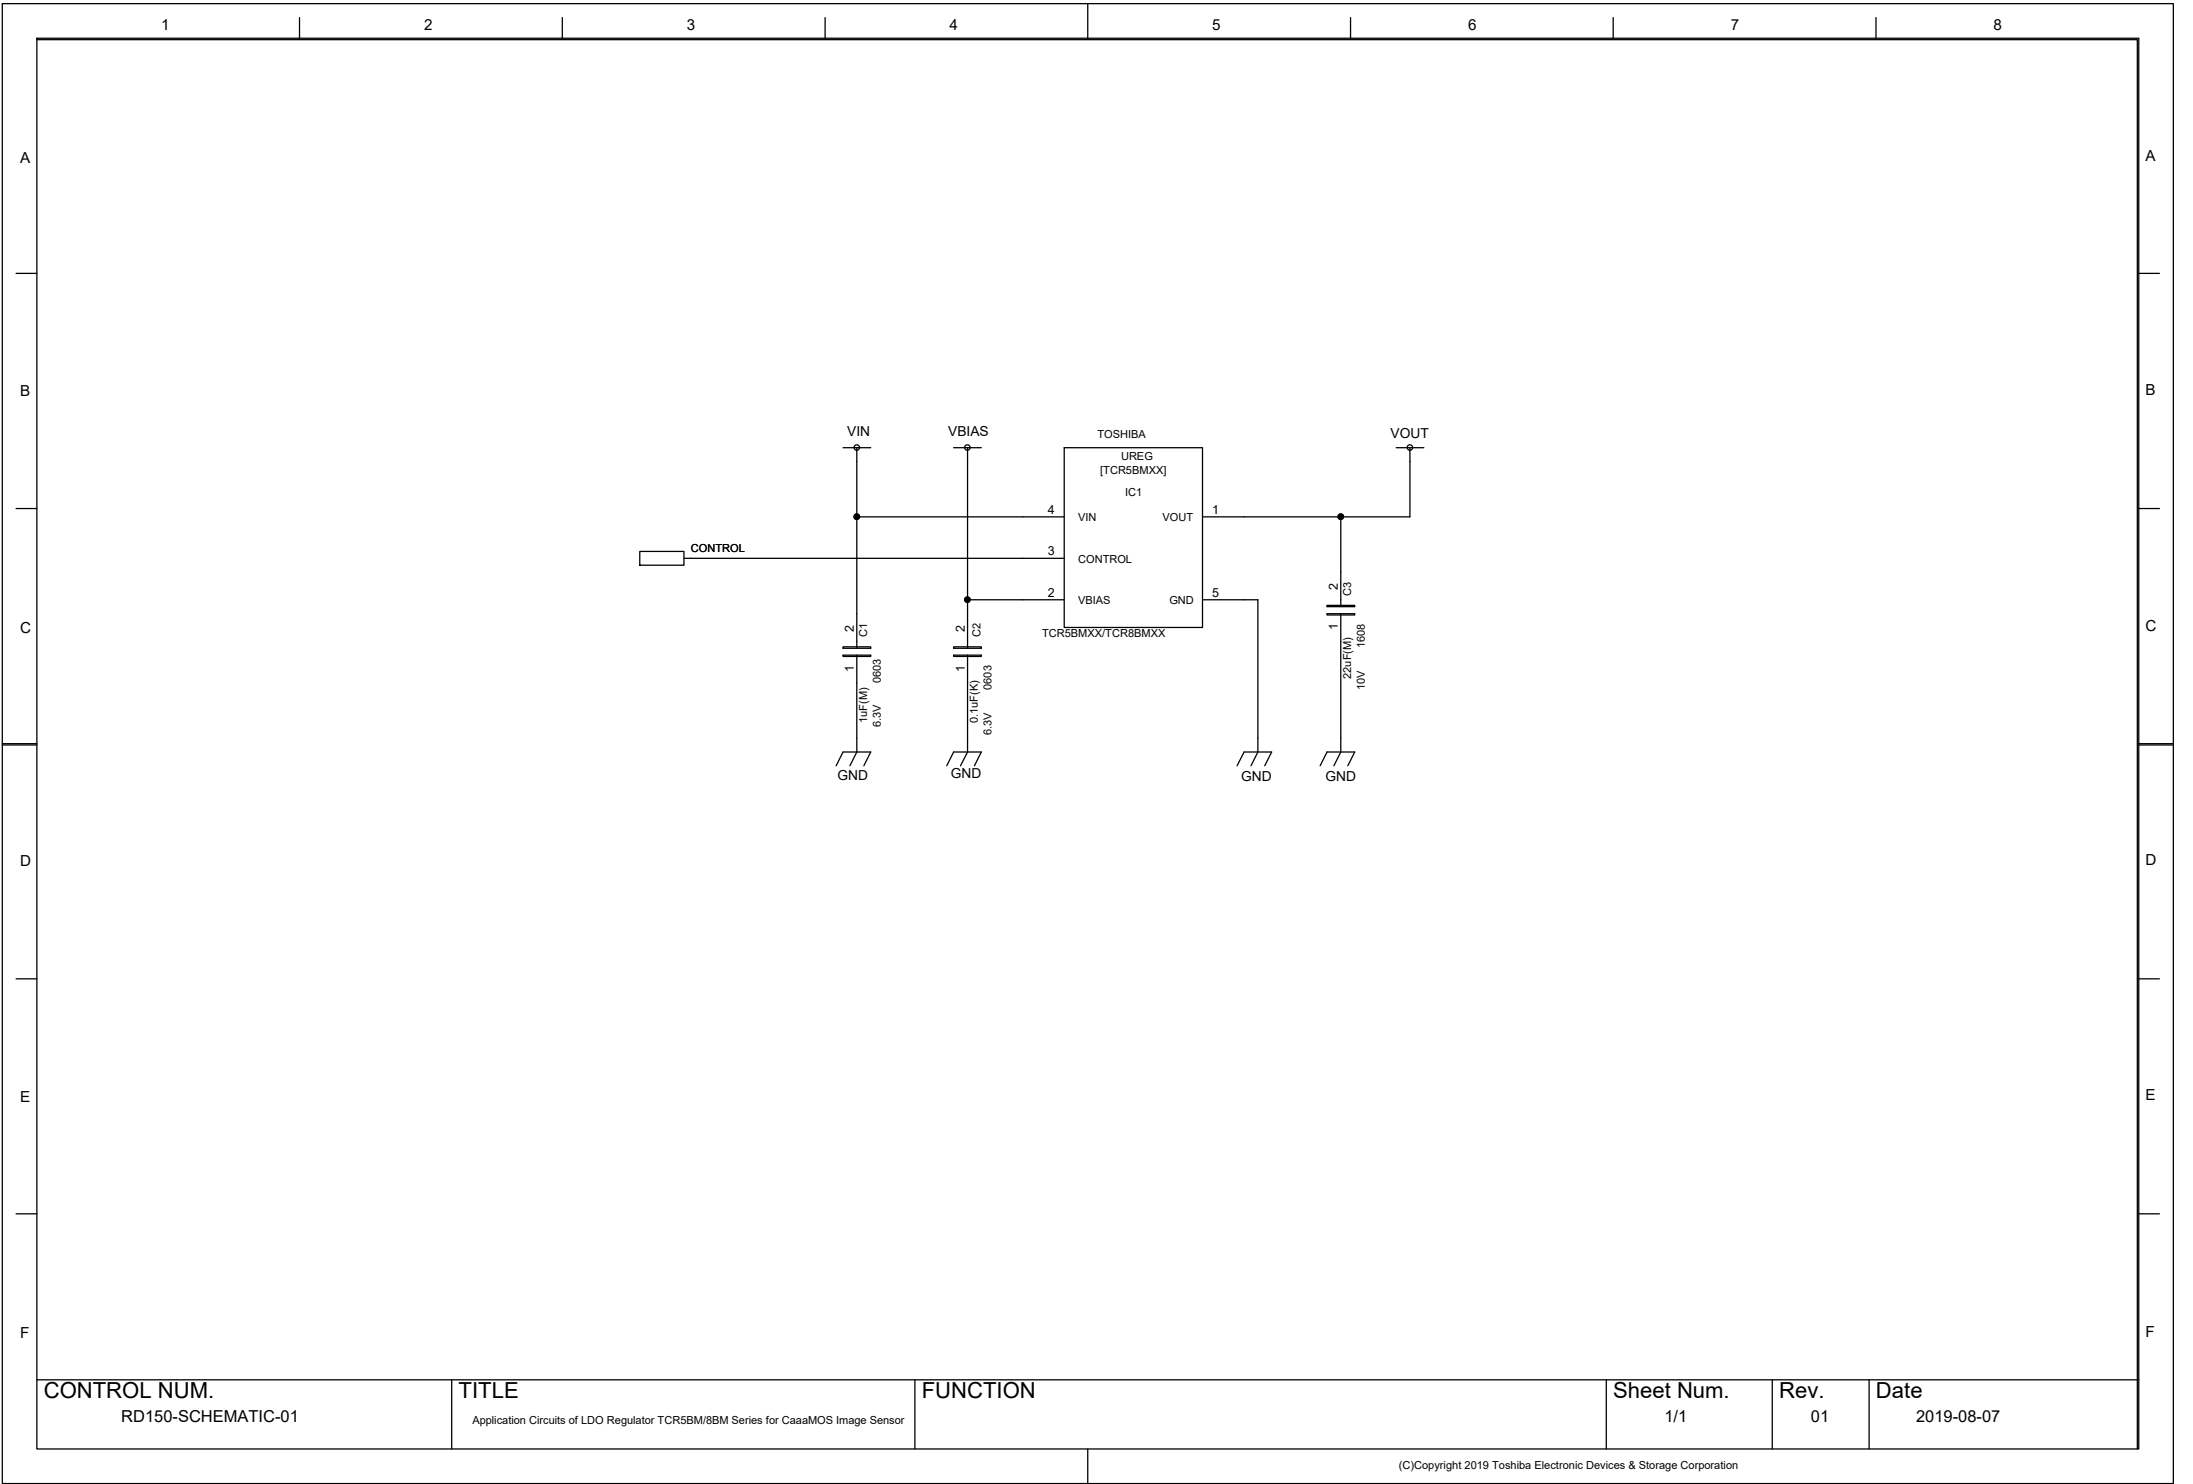 1 2 3 4 5 6 7 8
A A
B B
VIN VBIAS TOSHIBA VOUT
UREG
[TCR5BMXX]
IC1
4 VIN VOUT 1
CONTROL 3 CONTROL
2 VBIAS GND 5
TCR5BMXX/TCR8BMXX
C C
2 C1
1 0603
1uF(M)
6.3V
2 C2
1 0603
0.1uF(K)
6.3V
2 C3
1 1608
22uF(M)
10V
GND GND GND GND
D D
E E
F F
CONTROL NUM. TITLE FUNCTION Sheet Num. Rev. Date
RD150-SCHEMATIC-01 Application Circuits of LDO Regulator TCR5BM/8BM Series for CaaaMOS Image Sensor 1/1 01 2019-08-07
(C)Copyright 2019 Toshiba Electronic Devices & Storage Corporation